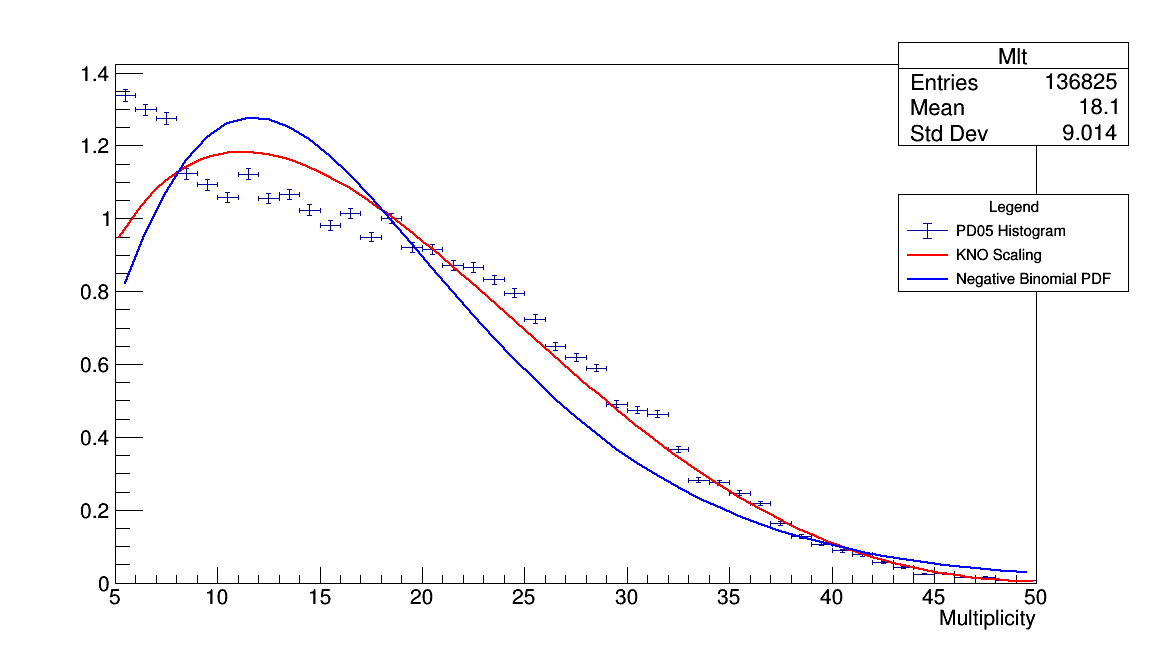 Mlt
Entries 136825
Mean 18.1
Std Dev 9.014
Legend
PD05 Histogram
KNO Scaling
Negative Binomial PDF
1.4
1.2
1
0.8
0.6
0.4
0.2
0
5 10 15 20 25 30 35 40 45 50
Multiplicity